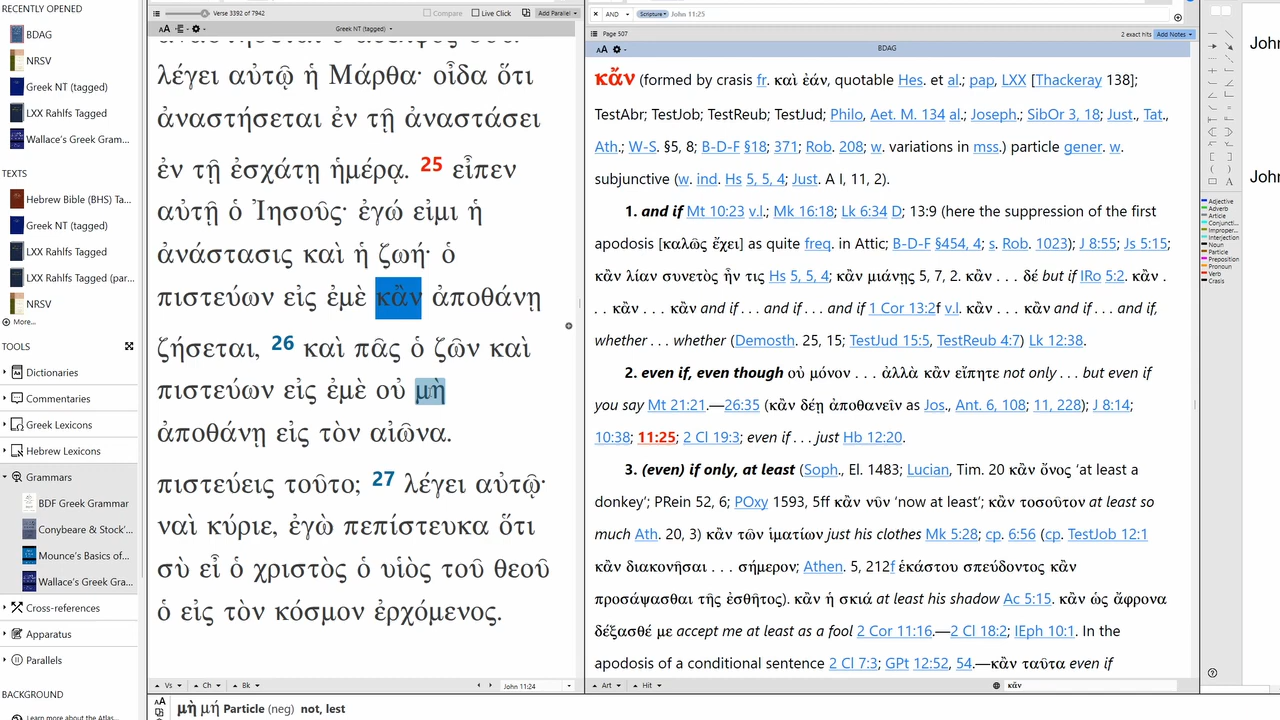 RECENTLY OPENED
BDAG
NRSV
Greek NT (tagged)
LXX Rahlfs Tagged
Wallace's Greek Gram...
TEXTS
Hebrew Bible (BHS) Ta...
Greek NT (tagged)
LXX Rahlfs Tagged
LXX Rahlfs Tagged (par...
NRSV
More...
TOOLS
Dictionaries
Commentaries
Greek Lexicons
Hebrew Lexicons
Grammars
BDF Greek Grammar
Conybeare & Stock'...
Mounce's Basics of...
Wallace's Greek Gra...
Cross-references
Apparatus
Parallels
BACKGROUND
Learn more about the Atlas...
Verse 3392 of 7942
Compare
Live Click
Add Parallel
Greek NT (tagged)
λέγει αὐτῷ ἡ Μάρθα· οἶδα ὅτι
ἀναστήσεται ἐν τῇ ἀναστάσει
ἐν τῇ ἐσχάτῃ ἡμέρᾳ. 25 εἶπεν
αὐτῇ ὁ Ἰησοῦς· ἐγώ εἰμι ἡ
ἀνάστασις καὶ ἡ ζωή· ὁ
πιστεύων εἰς ἐμὲ κἂν ἀποθάνῃ
ζήσεται, 26 καὶ πᾶς ὁ ζῶν καὶ
πιστεύων εἰς ἐμὲ οὐ μὴ
ἀποθάνῃ εἰς τὸν αἰῶνα.
πιστεύεις τοῦτο; 27 λέγει αὐτῷ·
ναὶ κύριε, ἐγὼ πεπίστευκα ὅτι
σὺ εἶ ὁ χριστὸς ὁ υἱὸς τοῦ θεοῦ
ὁ εἰς τὸν κόσμον ἐρχόμενος.
Vs Ch Bk John 11:24
μὴ μή Particle (neg) not, lest
AND Scripture John 11:25
Page 507 2 exact hits Add Notes
BDAG
κἄν (formed by crasis fr. καὶ ἐάν, quotable Hes. et al.; pap, LXX [Thackeray 138];
TestAbr; TestJob; TestReub; TestJud; Philo, Aet. M. 134 al.; Joseph.; SibOr 3, 18; Just., Tat.,
Ath.; W-S. §5, 8; B-D-F §18; 371; Rob. 208; w. variations in mss.) particle gener. w.
subjunctive (w. ind. Hs 5, 5, 4; Just. A I, 11, 2).
1. and if Mt 10:23 v.l.; Mk 16:18; Lk 6:34 D; 13:9 (here the suppression of the first
apodosis [καλῶς ἔχει] as quite freq. in Attic; B-D-F §454, 4; s. Rob. 1023); J 8:55; Js 5:15;
κἂν λίαν συνετὸς ἦν τις Hs 5, 5, 4; κἂν μιάνῃς 5, 7, 2. κἂν . . . δέ but if IRo 5:2. κἂν .
. . κἂν . . . κἂν and if . . . and if . . . and if 1 Cor 13:2f v.l. κἂν . . . κἂν and if . . . and if,
whether . . . whether (Demosth. 25, 15; TestJud 15:5, TestReub 4:7) Lk 12:38.
2. even if, even though οὐ μόνον . . . ἀλλὰ κἂν εἴπητε not only . . . but even if
you say Mt 21:21.—26:35 (κἂν δέῃ ἀποθανεῖν as Jos., Ant. 6, 108; 11, 228); J 8:14;
10:38; 11:25; 2 Cl 19:3; even if . . . just Hb 12:20.
3. (even) if only, at least (Soph., El. 1483; Lucian, Tim. 20 κἂν ὄνος 'at least a
donkey'; PRein 52, 6; POxy 1593, 5ff κἂν νῦν 'now at least'; κἂν τοσοῦτον at least so
much Ath. 20, 3) κἂν τῶν ἱματίων just his clothes Mk 5:28; cp. 6:56 (cp. TestJob 12:1
κἂν διακονῆσαι . . . σήμερον; Athen. 5, 212f ἑκάστου σπεύδοντος κἂν
προσάψασθαι τῆς ἐσθῆτος). κἂν ἡ σκιά at least his shadow Ac 5:15. κἂν ὡς ἄφρονα
δέξασθέ με accept me at least as a fool 2 Cor 11:16.—2 Cl 18:2; IEph 10:1. In the
apodosis of a conditional sentence 2 Cl 7:3; GPt 12:52, 54.—κἂν ταῦτα even if
Art Hit κἄν
Adjective
Adverb
Article
Conjuncti...
Improper...
Interjection
Noun
Particle
Preposition
Pronoun
Verb
Crasis
John
John